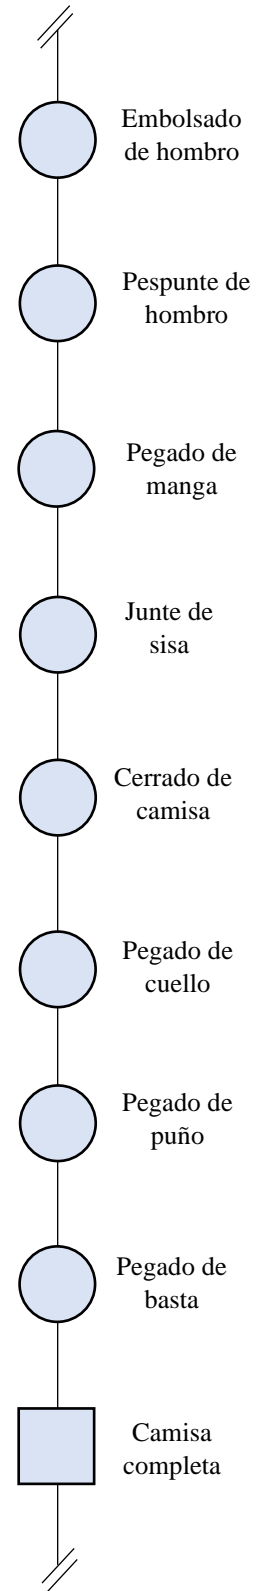 Embolsado
de hombro
Pespunte de
hombro
Pegado de
manga
Junte de
sisa
Cerrado de
camisa
Pegado de
cuello
Pegado de
puño
Pegado de
basta
Camisa
completa